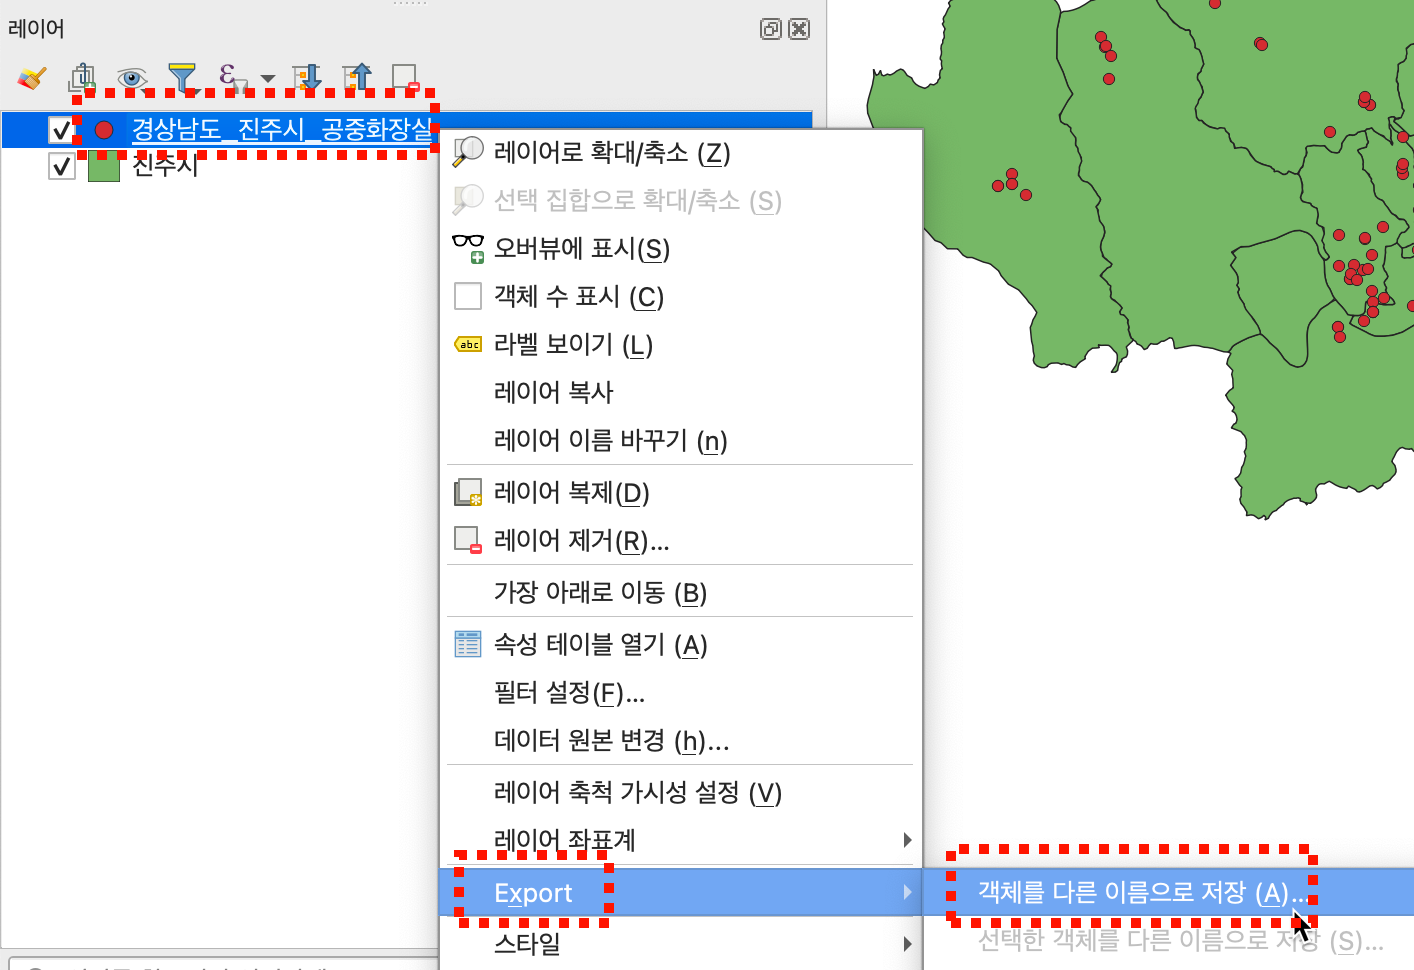 레이어
경상남도_진주시_공중화장실
진주시
레이어로 확대/축소 (Z)
선택 집합으로 확대/축소 (S)
오버뷰에 표시(S)
객체 수 표시 (C)
abc 라벨 보이기 (L)
레이어 복사
레이어 이름 바꾸기 (n)
레이어 복제(D)
레이어 제거(R)...
가장 아래로 이동 (B)
속성 테이블 열기 (A)
필터 설정(F)...
데이터 원본 변경 (h)...
레이어 축척 가시성 설정 (V)
레이어 좌표계
Export
객체를 다른 이름으로 저장 (A)...
스타일
선택한 객체를 다른 이름으로 저장 (S)...